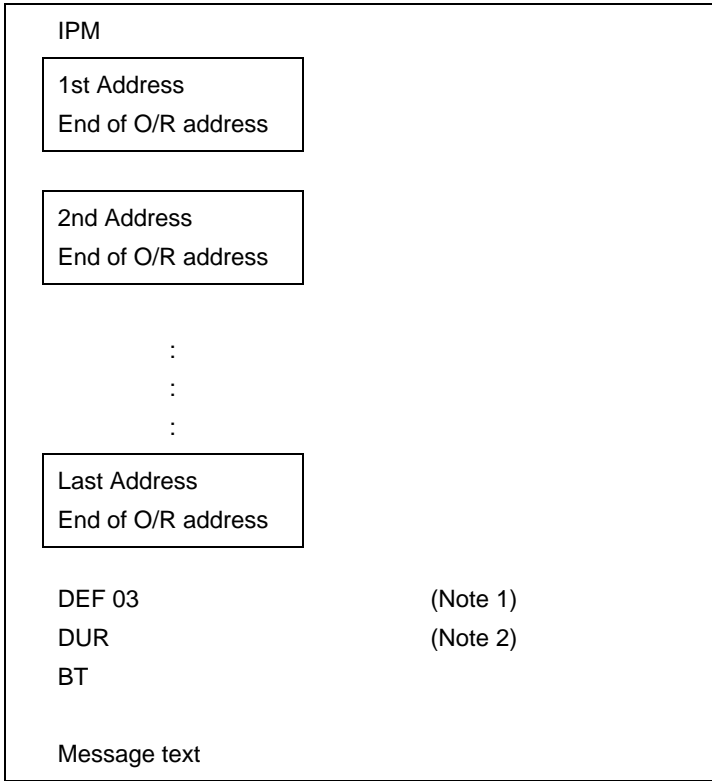 IPM
1st Address
End of O/R address
2nd Address
End of O/R address
:
:
:
Last Address
End of O/R address
DEF 03 (Note 1)
DUR (Note 2)
BT
Message text